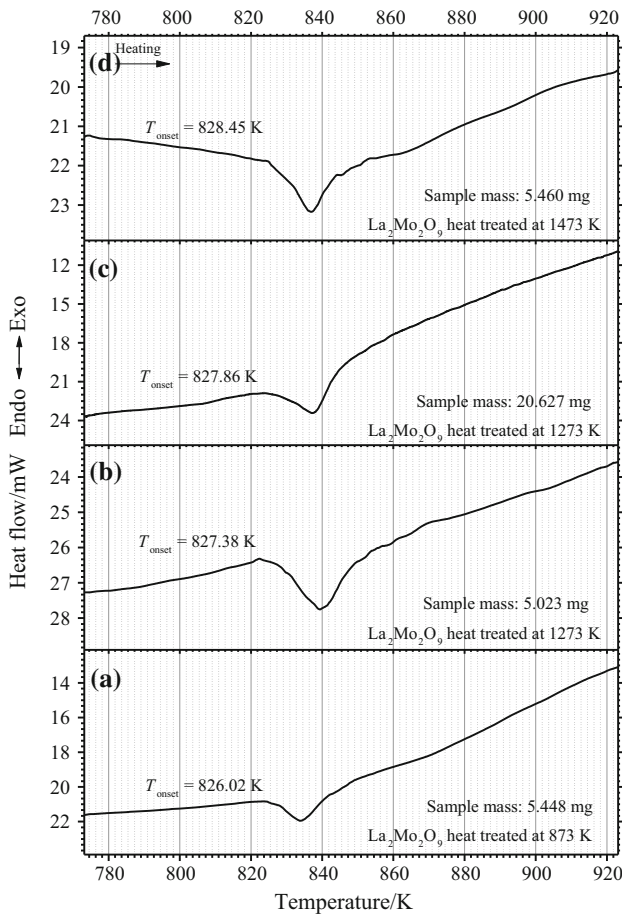 780 800 820 840 860 880 900 920
Heating
(d)
19
20
21
22
23
T onset = 828.45 K
Sample mass: 5.460 mg
La2Mo2O9 heat treated at 1473 K
(c)
12
15
18
21
24
T onset = 827.86 K
Sample mass: 20.627 mg
La2Mo2O9 heat treated at 1273 K
(b)
24
25
26
27
28
T onset = 827.38 K
Sample mass: 5.023 mg
La2Mo2O9 heat treated at 1273 K
(a)
14
16
18
20
22
T onset = 826.02 K
Sample mass: 5.448 mg
La2Mo2O9 heat treated at 873 K
780 800 820 840 860 880 900 920
Temperature/K
Heat flow/mW Endo ⟷ Exo